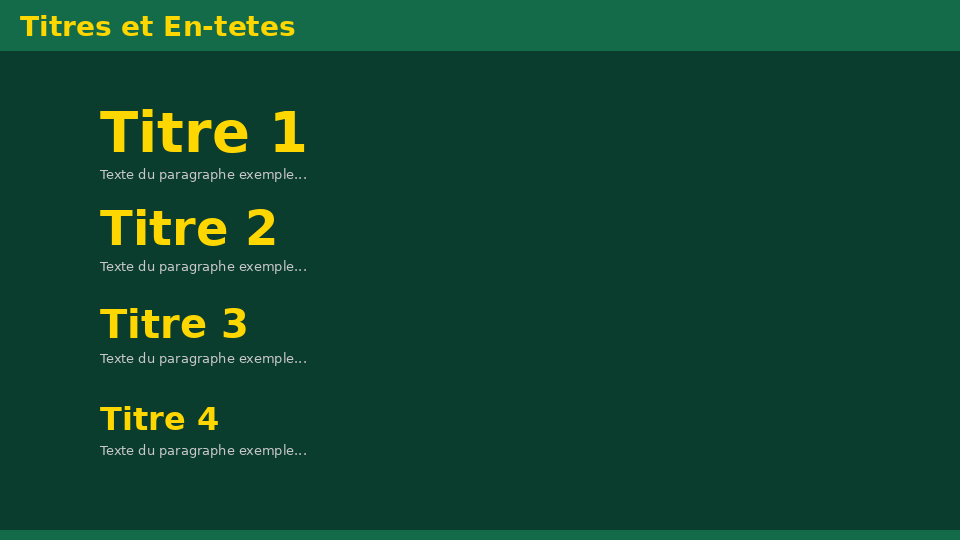 Titres et En-tetes
Titre 1
Texte du paragraphe exemple...
Titre 2
Texte du paragraphe exemple...
Titre 3
Texte du paragraphe exemple...
Titre 4
Texte du paragraphe exemple...